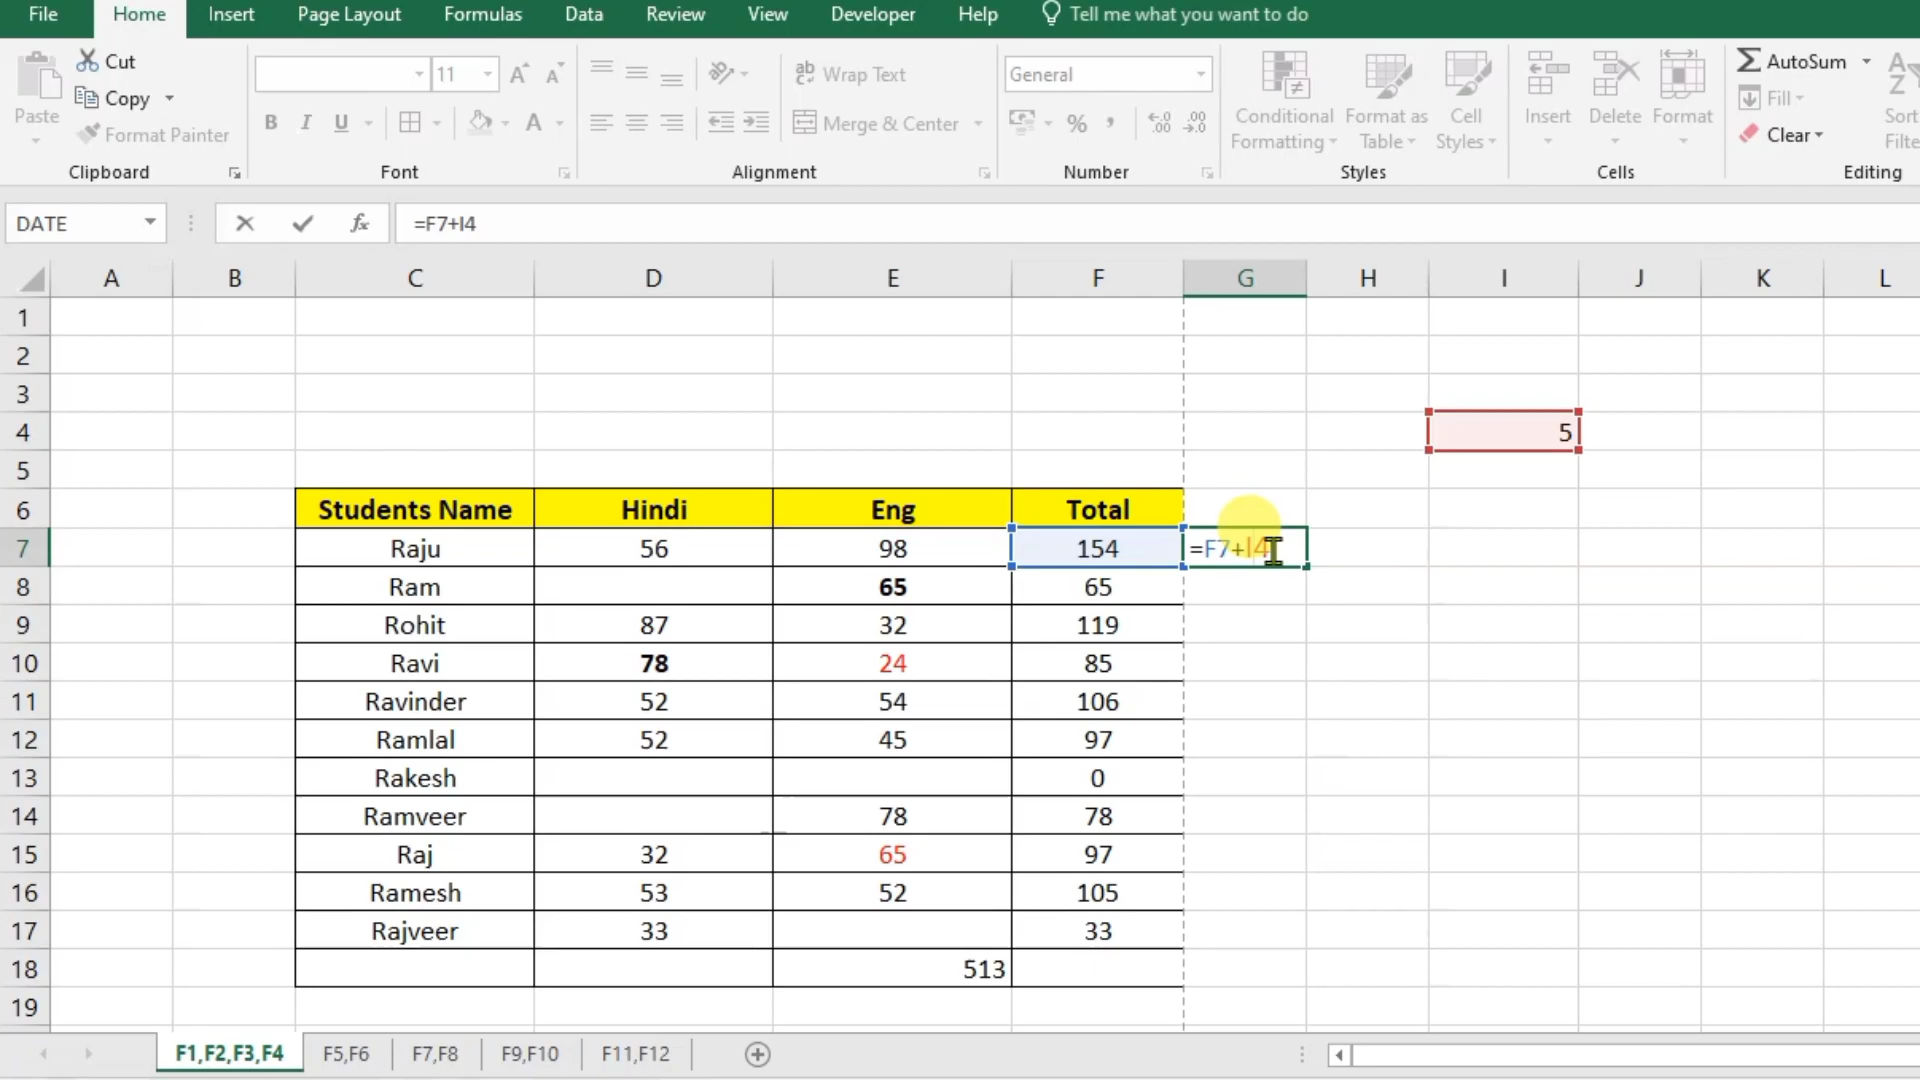 File Home Insert Page Layout Formulas Data Review View Developer Help Tell me what you want to do
Cut
Copy
Format Painter
Paste
11
Wrap Text
Merge & Center
General
Conditional Formatting
Format as Table
Cell Styles
Insert Delete Format
AutoSum
Fill
Clear
Sort
Filte
Clipboard Font Alignment Number Styles Cells Editing
DATE fx =F7+I4
A B C D E F G H I J K L
1
2
3
4 5
5
6 Students Name Hindi Eng Total
7 Raju 56 98 154 =F7+I4
8 Ram 65 65
9 Rohit 87 32 119
10 Ravi 78 24 85
11 Ravinder 52 54 106
12 Ramlal 52 45 97
13 Rakesh 0
14 Ramveer 78 78
15 Raj 32 65 97
16 Ramesh 53 52 105
17 Rajveer 33 33
18 513
19
F1,F2,F3,F4 F5,F6 F7,F8 F9,F10 F11,F12